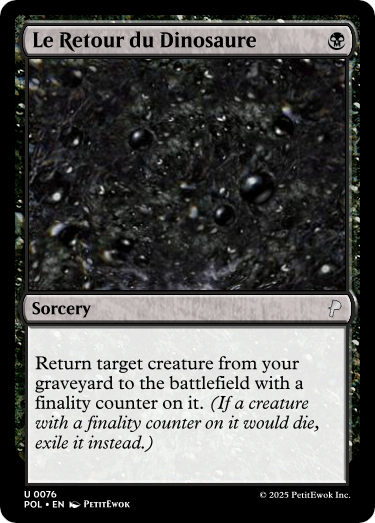 Le Retour du Dinosaure
Sorcery
Return target creature from your
graveyard to the battlefield with a
finality counter on it. (If a creature
with a finality counter on it would die,
exile it instead.)
U 0076
POL • EN PetitEwok
© 2025 PetitEwok Inc.